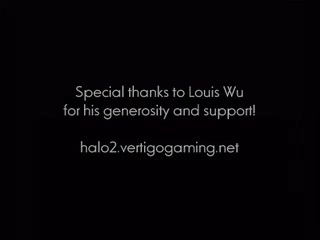 Special thanks to Louis Wu
for his generosity and support!
halo2.vertigogaming.net